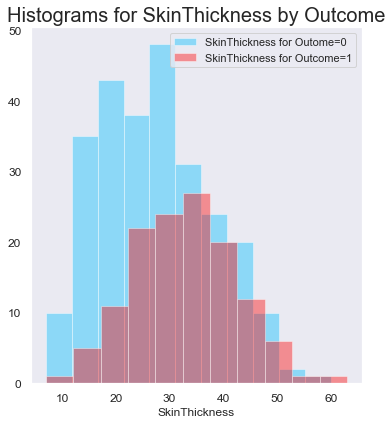 Histograms for SkinThickness by Outcome
SkinThickness for Outome=0
SkinThickness for Outcome=1
50
40
30
20
10
0
10 20 30 40 50 60
SkinThickness